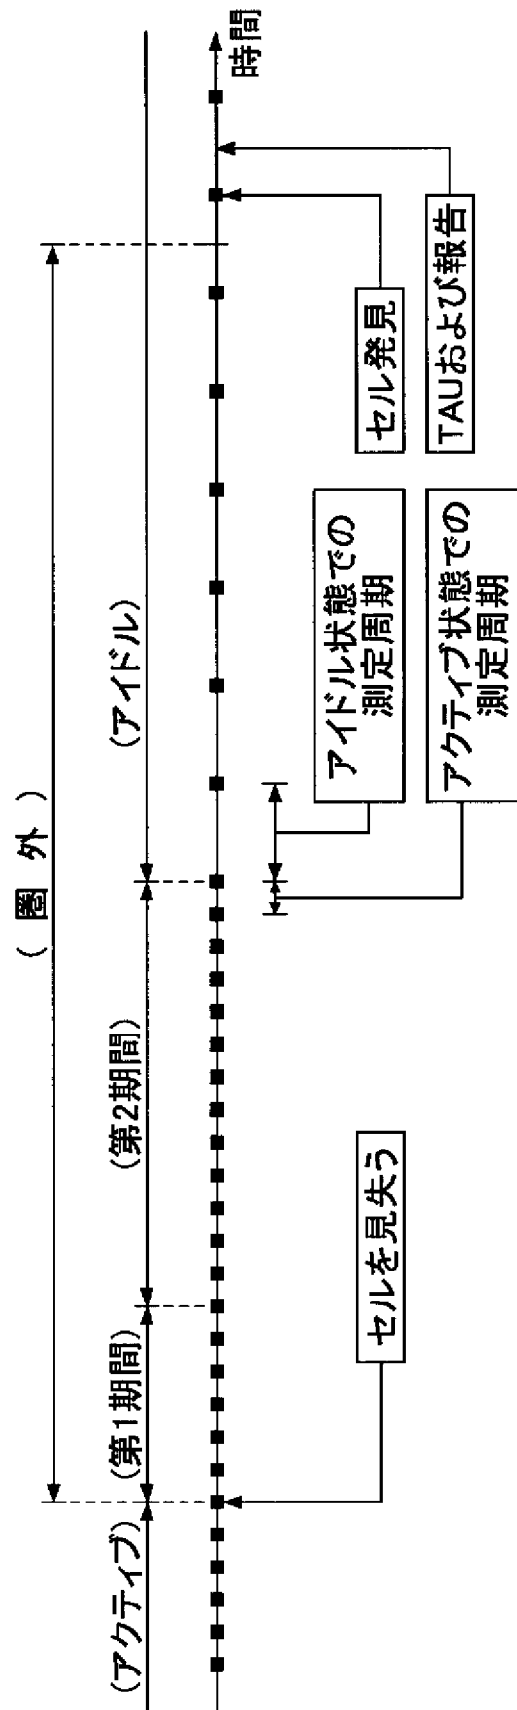 ( 圏 外 )
(アクティブ)
(第1期間)
(第2期間)
(アイドル)
時間
セルを見失う
アイドル状態での
測定周期
アクティブ状態での
測定周期
セル発見
TAUおよび報告